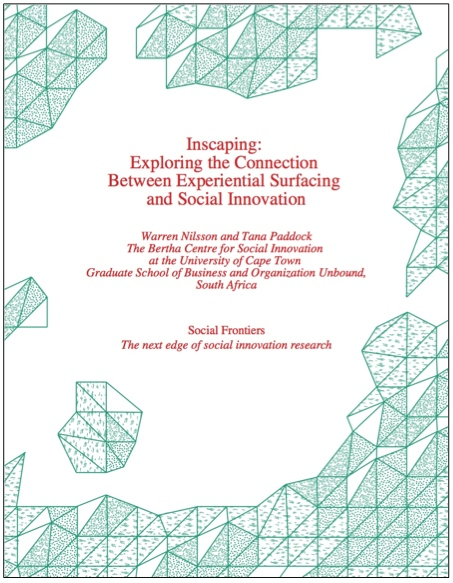 Inscaping:
Exploring the Connection
Between Experiential Surfacing
and Social Innovation
Warren Nilsson and Tana Paddock
The Bertha Centre for Social Innovation
at the University of Cape Town
Graduate School of Business and Organization Unbound,
South Africa
Social Frontiers
The next edge of social innovation research